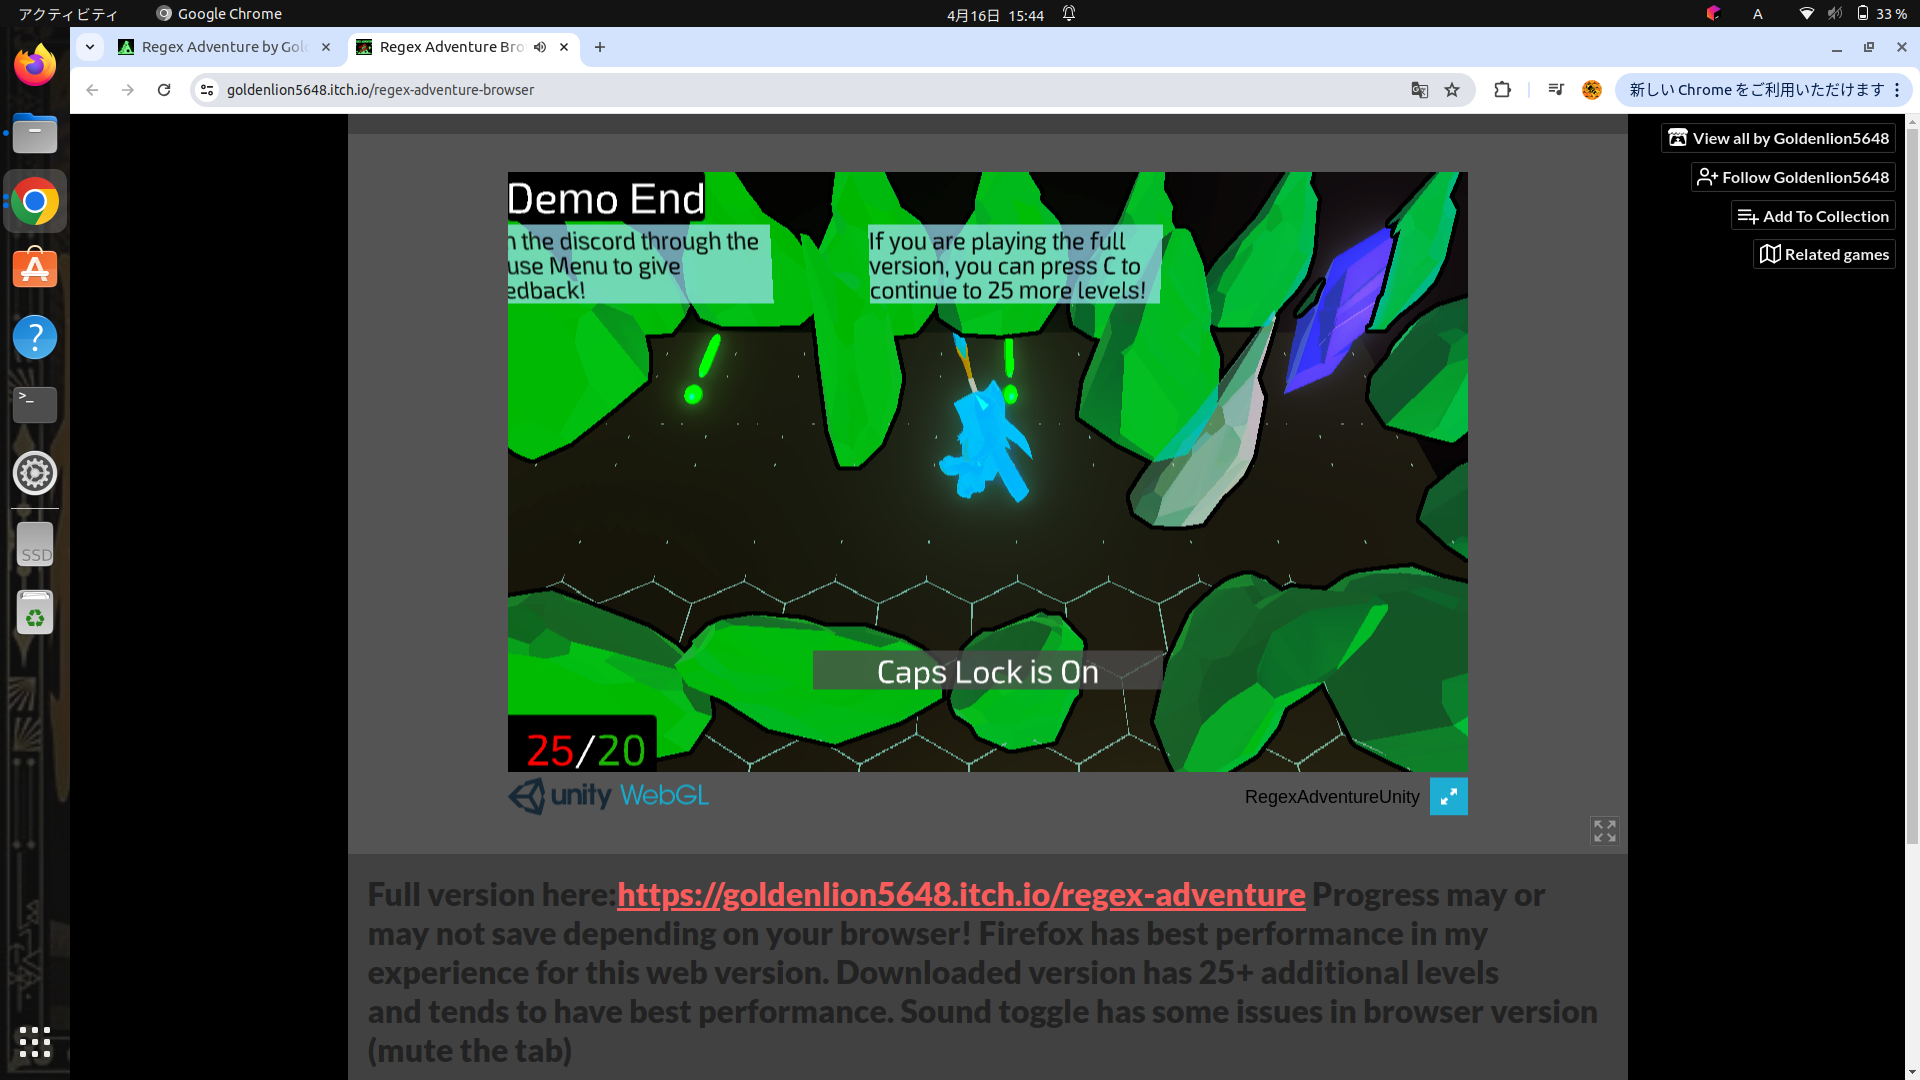 アクティビティ
Google Chrome
4月16日 15:44
A
33 %
Regex Adventure by Gol
Regex Adventure Bro
goldenlion5648.itch.io/regex-adventure-browser
新しい Chrome をご利用いただけます
View all by Goldenlion5648
Follow Goldenlion5648
Add To Collection
Related games
Demo End
n the discord through the
use Menu to give
edback!
If you are playing the full
version, you can press C to
continue to 25 more levels!
Caps Lock is On
25/20
unity WebGL
RegexAdventureUnity
SSD
Full version here:https://goldenlion5648.itch.io/regex-adventure Progress may or
may not save depending on your browser! Firefox has best performance in my
experience for this web version. Downloaded version has 25+ additional levels
and tends to have best performance. Sound toggle has some issues in browser version
(mute the tab)